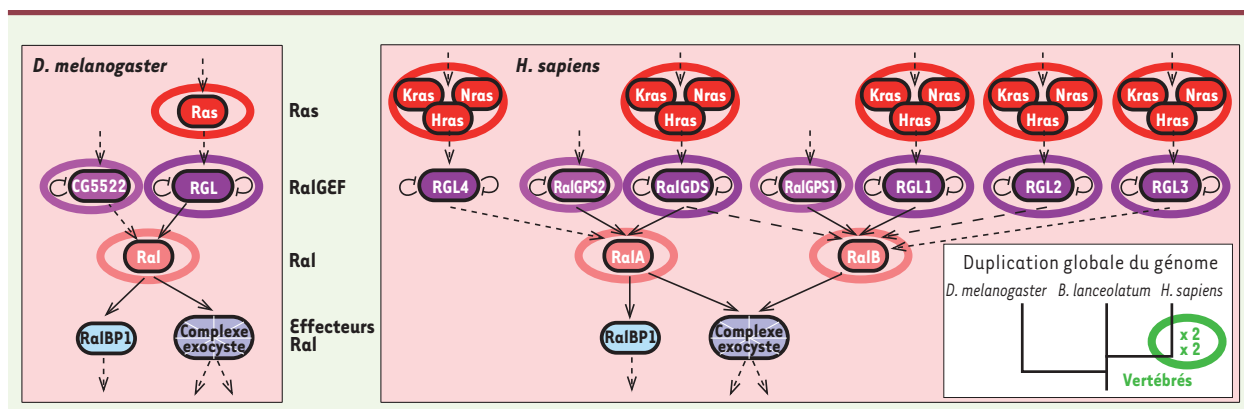 D. melanogaster
Ras
CG5522
RGL
Ral
RalBP1
Complexe
exocyste
Ras
RalGEF
Ral
Effecteurs
Ral
H. sapiens
Kras Nras
Hras
Kras Nras
Hras
Kras Nras
Hras
Kras Nras
Hras
Kras Nras
Hras
RGL4 RalGPS2 RalGDS RalGPS1 RGL1 RGL2 RGL3
RalA RalB
RalBP1
Complexe
exocyste
Duplication globale du génome
D. melanogaster B. lanceolatum H. sapiens
x 2
x 2
Vertébrés